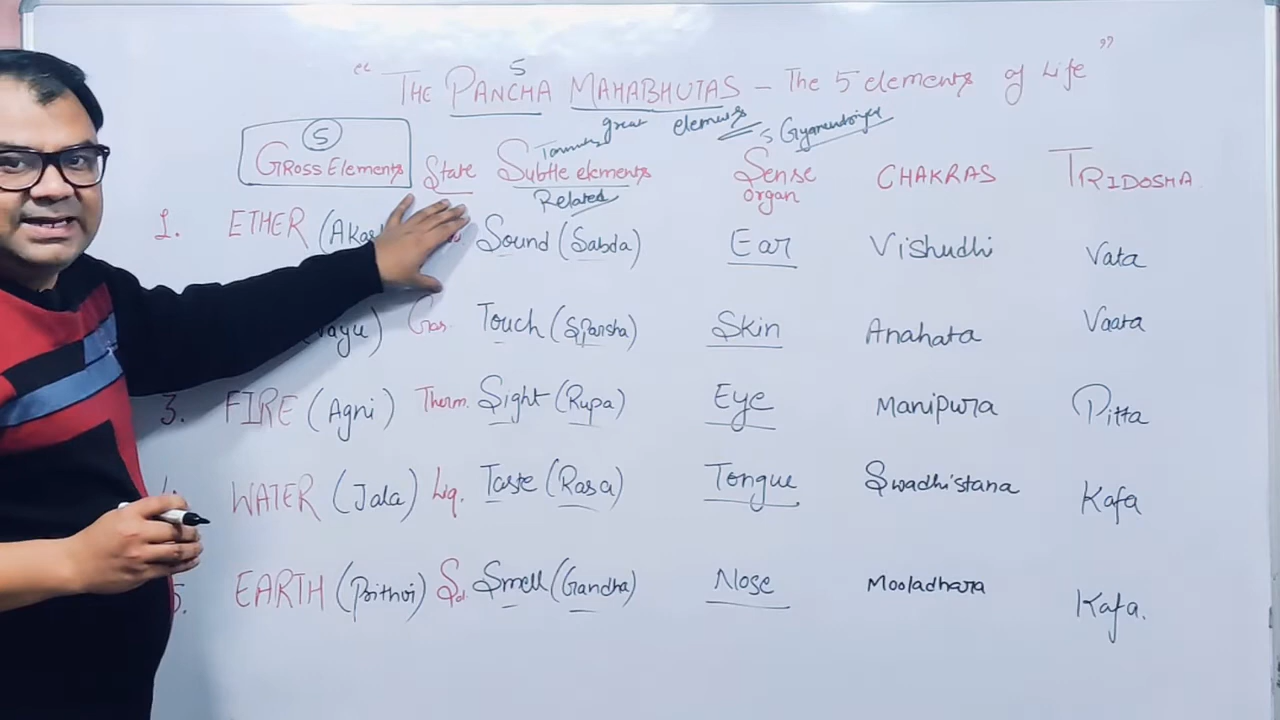 " THE PANCHA MAHABHUTAS – The 5 elements of Life "
5
great elements
5 Gyanendriya
5
GROSS Elements State Subtle elements Sense organ CHAKRAS TRIDOSHA
Related
1. ETHER (Akas Sound (Sabda) Ear Vishudhi Vata
Vayu) Gas. Touch (Sparsha) Skin Anahata Vaata
3. FIRE (Agni) Therm. Sight (Rupa) Eye Manipura Pitta
WATER (Jala) Liq. Taste (Rasa) Tongue Swadhistana Kafa
5. EARTH (Prithvi) Sol. Smell (Gandha) Nose Mooladhara Kafa.